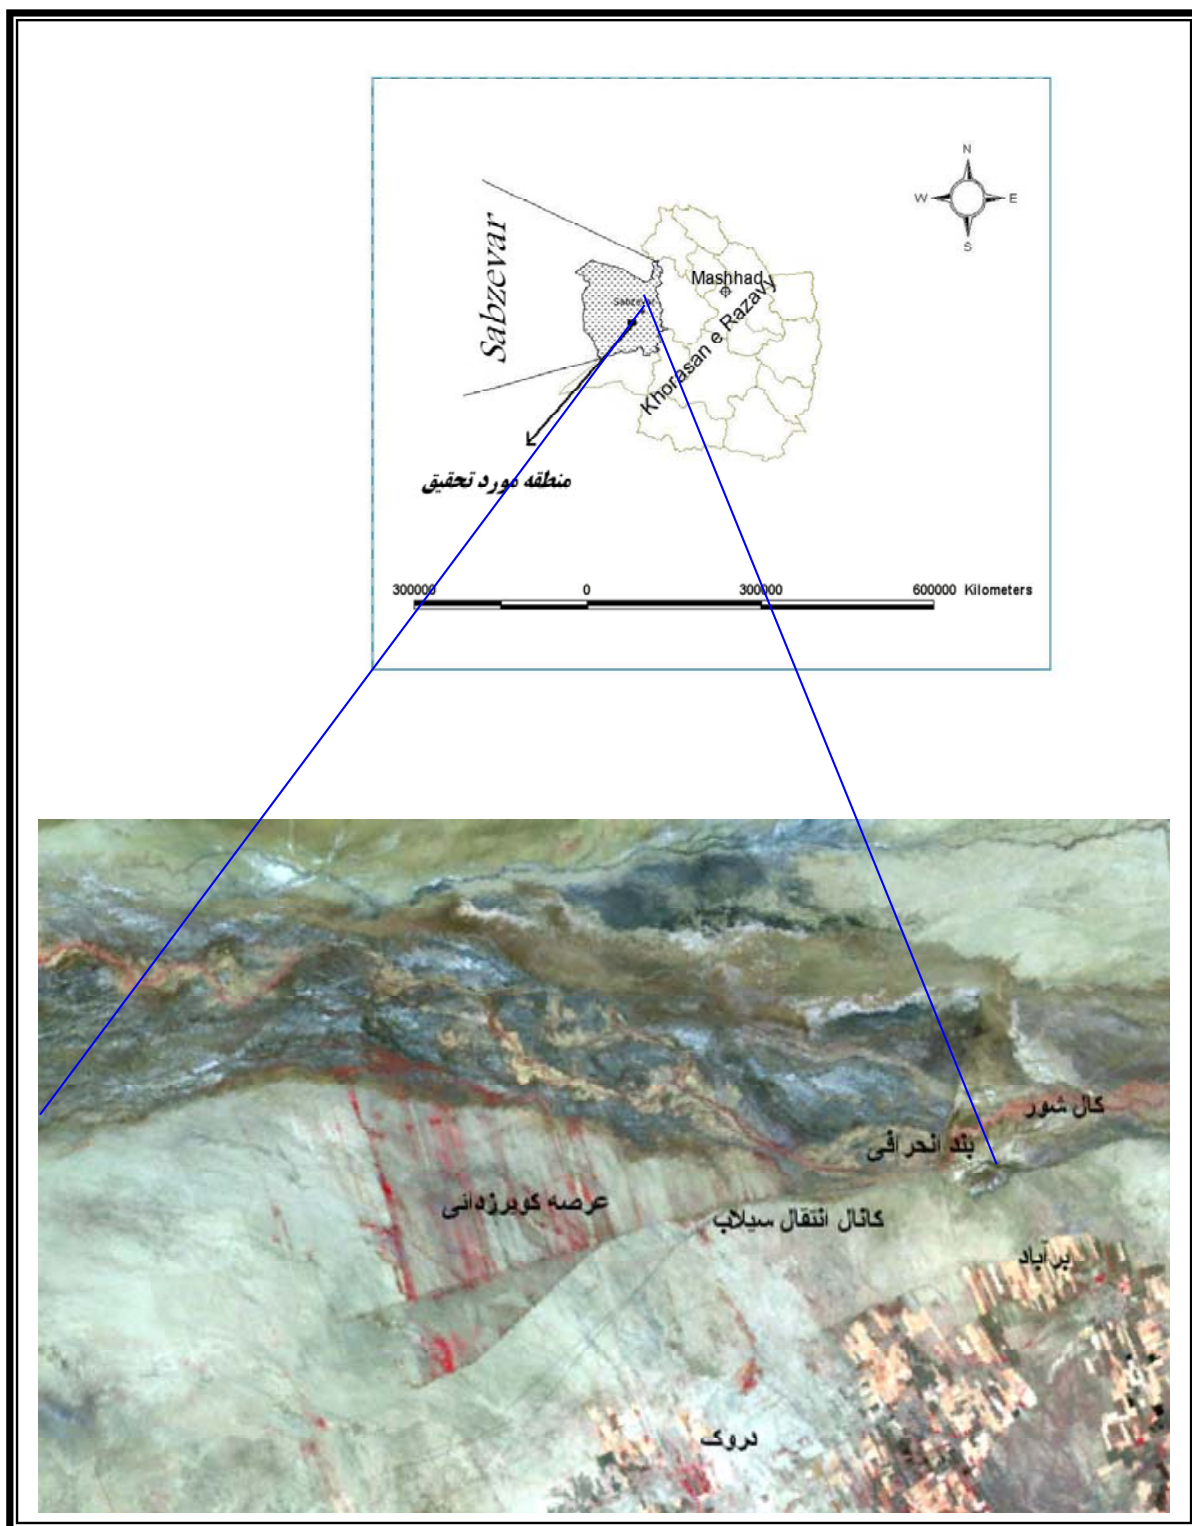 N
W E
S
Sabzevar
Mashhad
Khorasan e Razavy
منطقه مورد تحقیق
300000 0 300000 600000 Kilometers
کال شور
بند انحرافی
عرصه کویرزدائی
کانال انتقال سیلاب
برآباد
دروک